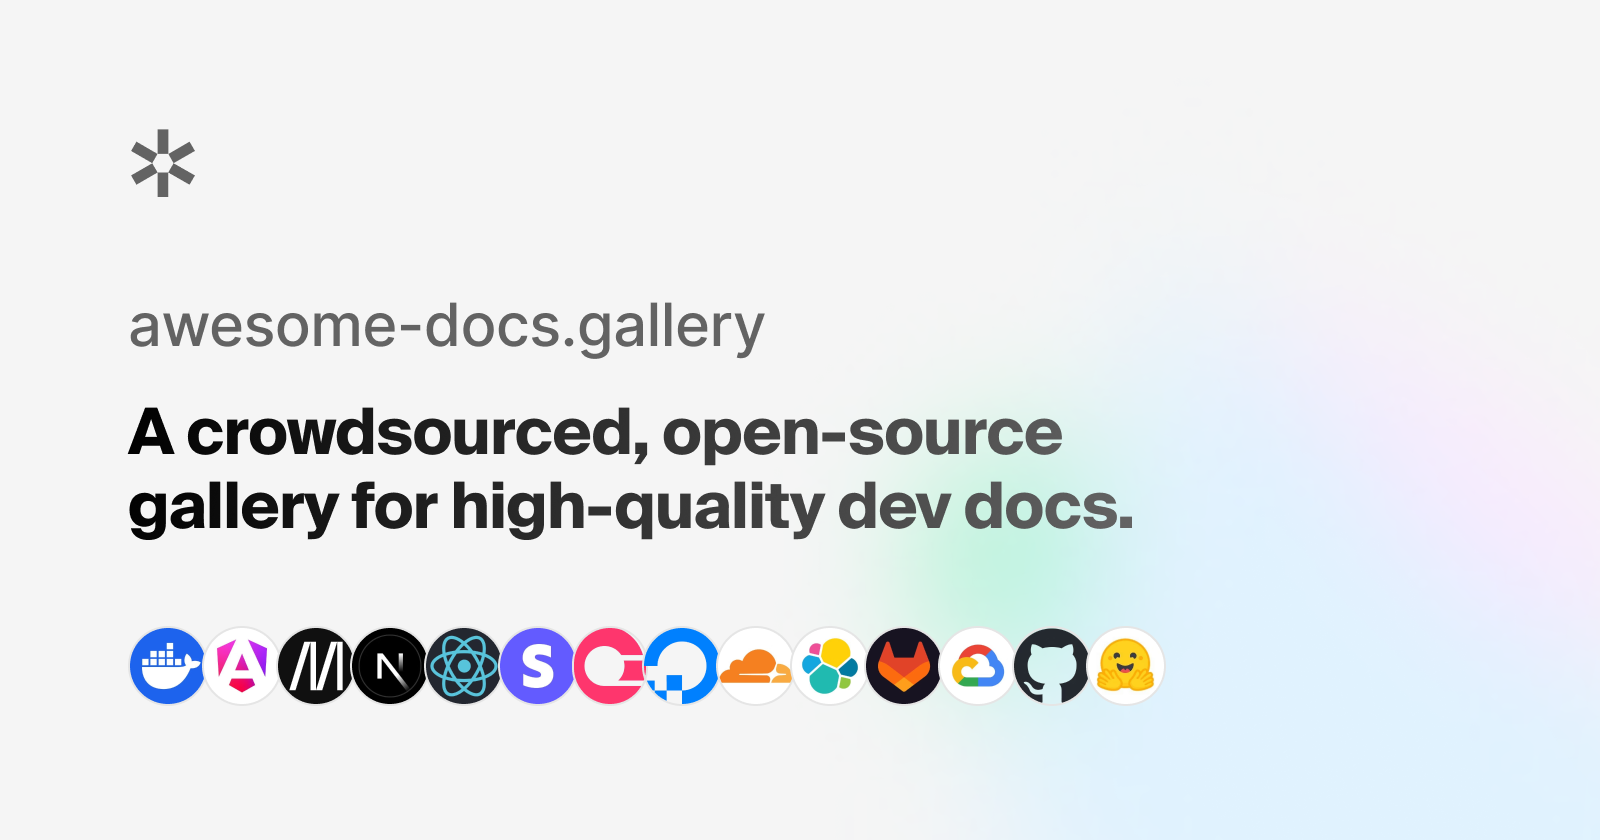 awesome-docs.gallery
A crowdsourced, open-source
gallery for high-quality dev docs.